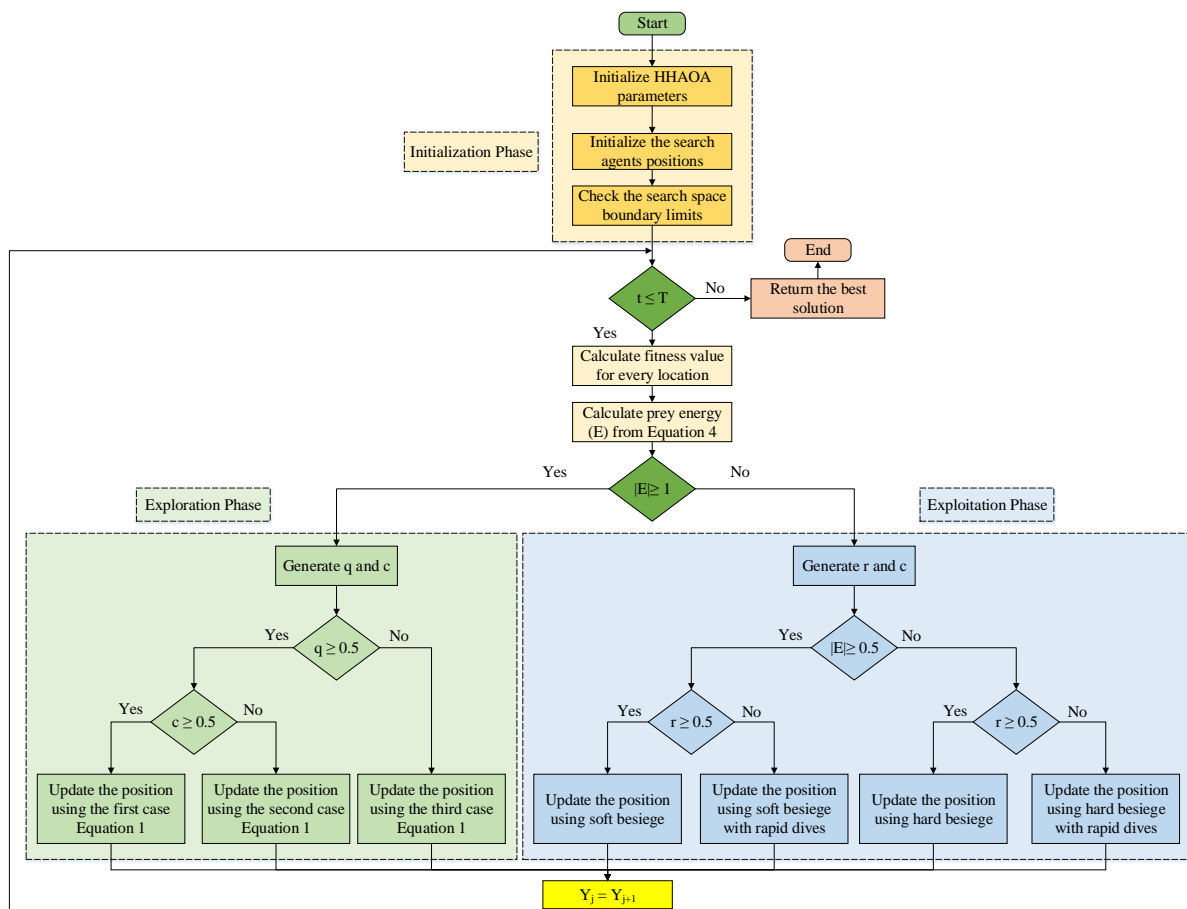 Start
Initialize HHAOA
parameters
Initialization Phase
Initialize the search
agents positions
Check the search space
boundary limits
End
t ≤ T
No
Return the best
solution
Yes
Calculate fitness value
for every location
Calculate prey energy
(E) from Equation 4
Yes
|E|≥ 1
No
Exploration Phase
Exploitation Phase
Generate q and c
Generate r and c
Yes
q ≥ 0.5
No
Yes
|E|≥ 0.5
No
Yes
c ≥ 0.5
No
Yes
r ≥ 0.5
No
Yes
r ≥ 0.5
No
Update the position
using the first case
Equation 1
Update the position
using the second case
Equation 1
Update the position
using the third case
Equation 1
Update the position
using soft besiege
Update the position
using soft besiege
with rapid dives
Update the position
using hard besiege
Update the position
using hard besiege
with rapid dives
Y_j = Y_{j+1}